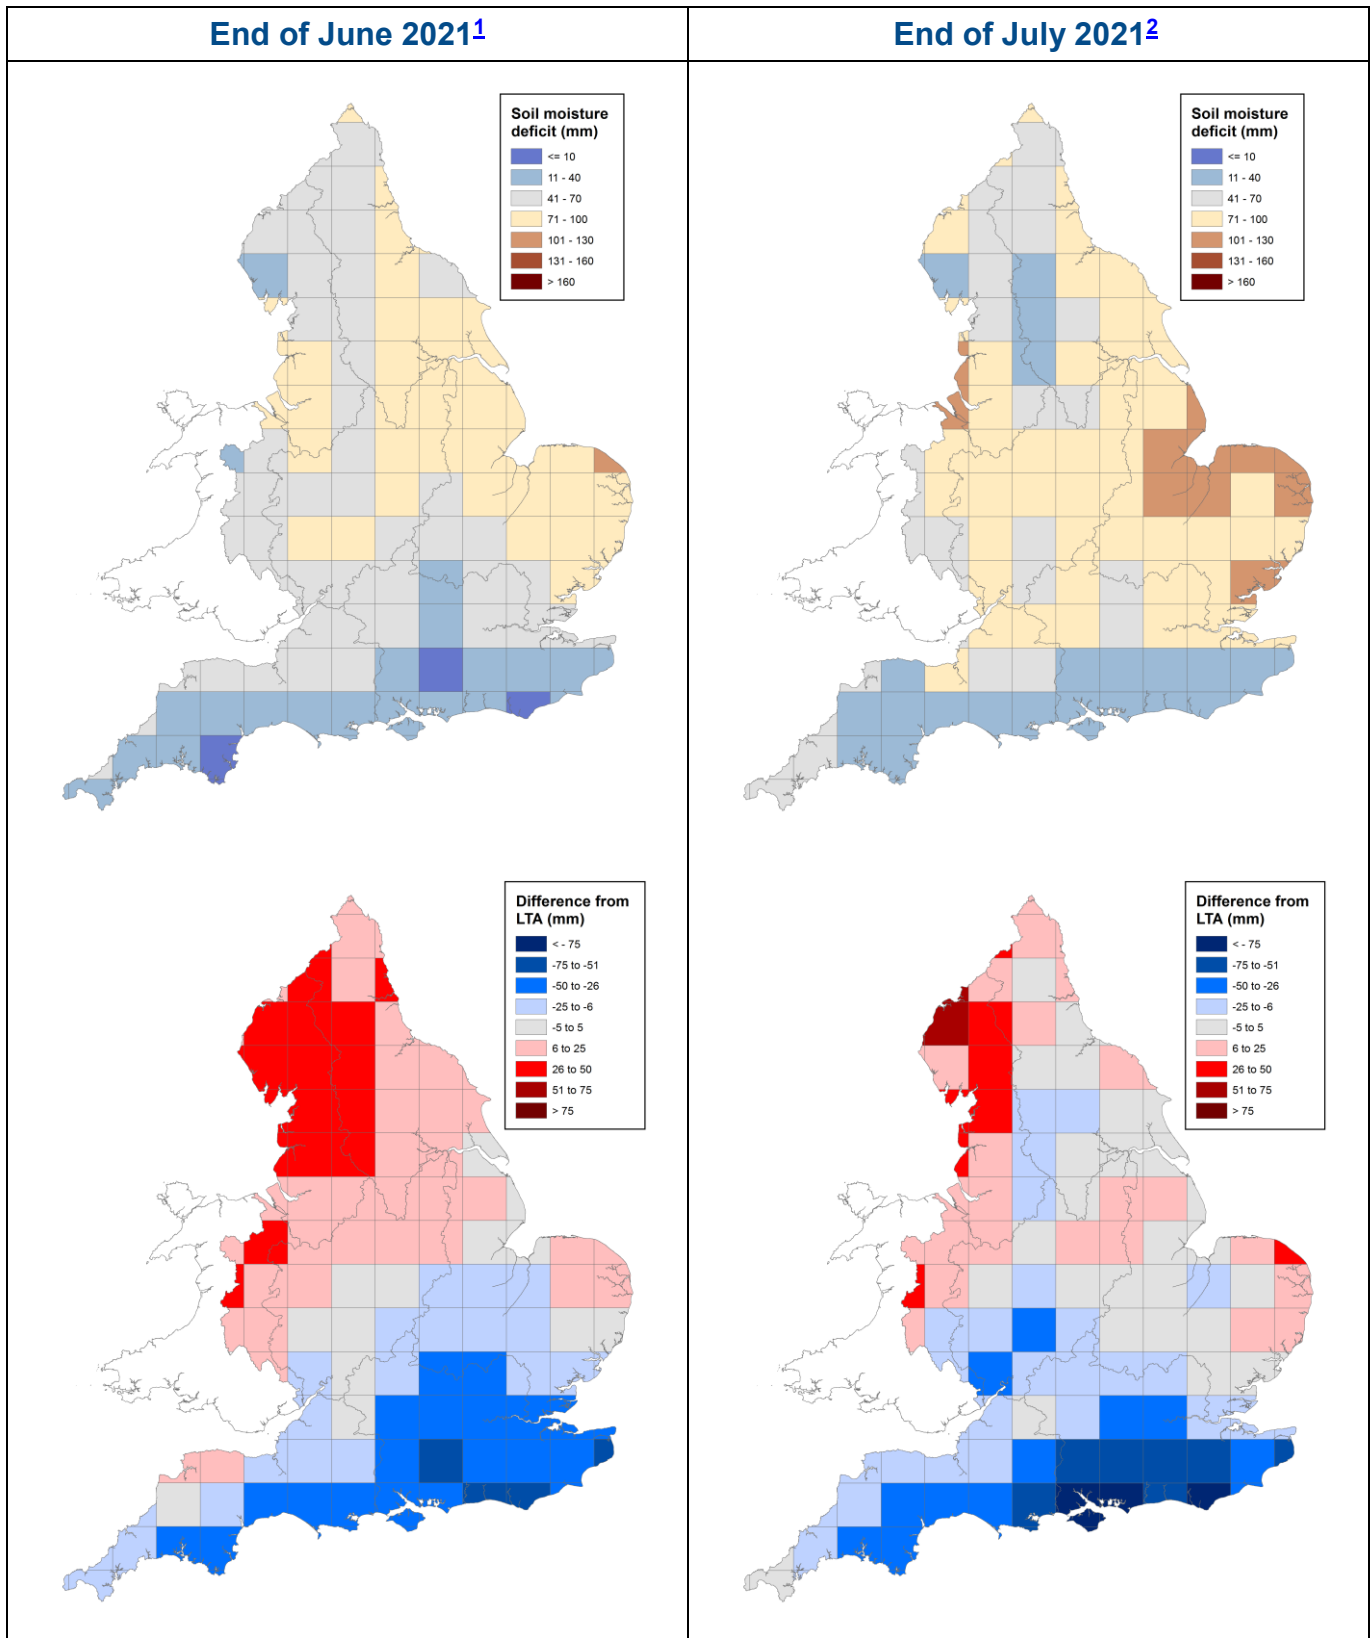 End of June 20211
End of July 20212
Soil moisture
deficit (mm)
<= 10
11 - 40
41 - 70
71 - 100
101 - 130
131 - 160
> 160
Soil moisture
deficit (mm)
<= 10
11 - 40
41 - 70
71 - 100
101 - 130
131 - 160
> 160
Difference from
LTA (mm)
< - 75
-75 to -51
-50 to -26
-25 to -6
-5 to 5
6 to 25
26 to 50
51 to 75
> 75
Difference from
LTA (mm)
< - 75
-75 to -51
-50 to -26
-25 to -6
-5 to 5
6 to 25
26 to 50
51 to 75
> 75